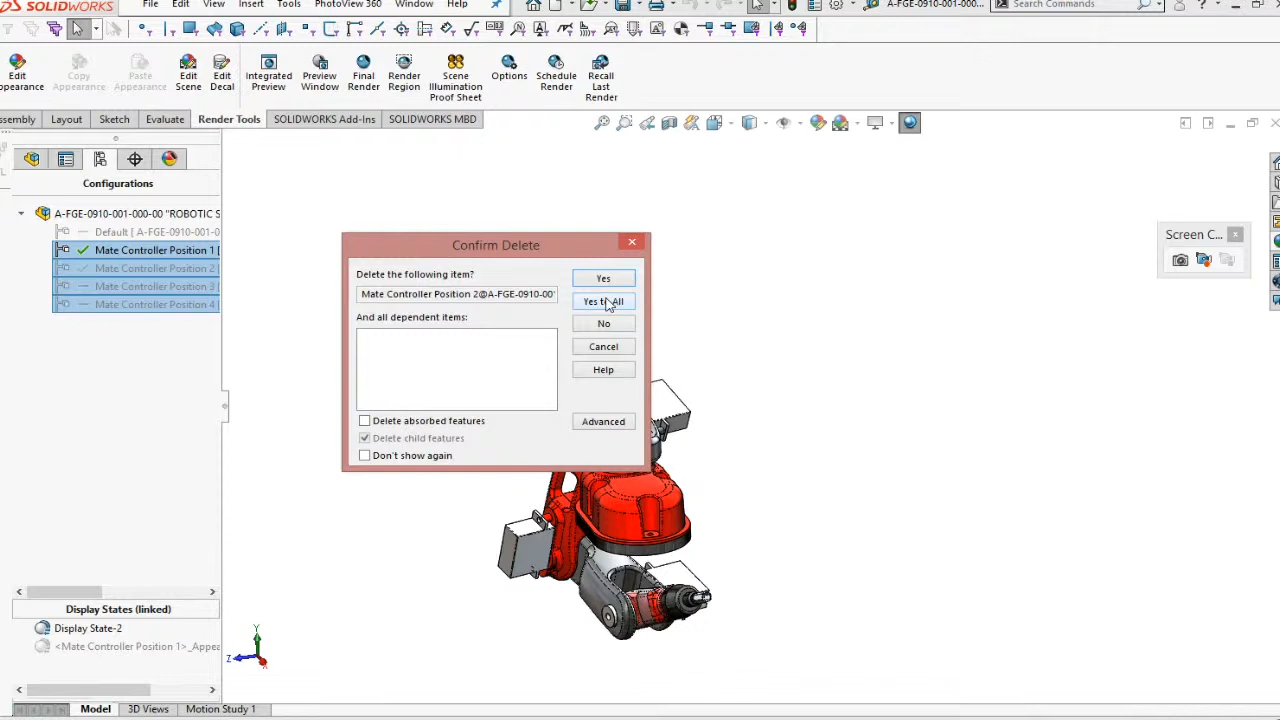 SOLIDWORKS
File Edit View Insert Tools PhotoView 360 Window Help
A-FGE-0910-001-000...
Search Commands
Edit Appearance
Copy Appearance
Paste Appearance
Edit Scene
Edit Decal
Integrated Preview
Preview Window
Final Render
Render Region
Scene Illumination Proof Sheet
Options
Schedule Render
Recall Last Render
ssembly Layout Sketch Evaluate Render Tools SOLIDWORKS Add-Ins SOLIDWORKS MBD
Configurations
A-FGE-0910-001-000-00 "ROBOTIC S
Default [ A-FGE-0910-001-0
Mate Controller Position 1 [
Mate Controller Position 2 [
Mate Controller Position 3 [
Mate Controller Position 4 [
Confirm Delete
Delete the following item?
Mate Controller Position 2@A-FGE-0910-00
And all dependent items:
Delete absorbed features
Delete child features
Don't show again
Yes
Yes to All
No
Cancel
Help
Advanced
Screen C...
Display States (linked)
Display State-2
<Mate Controller Position 1>_Appea
Y
Z
X
Model 3D Views Motion Study 1